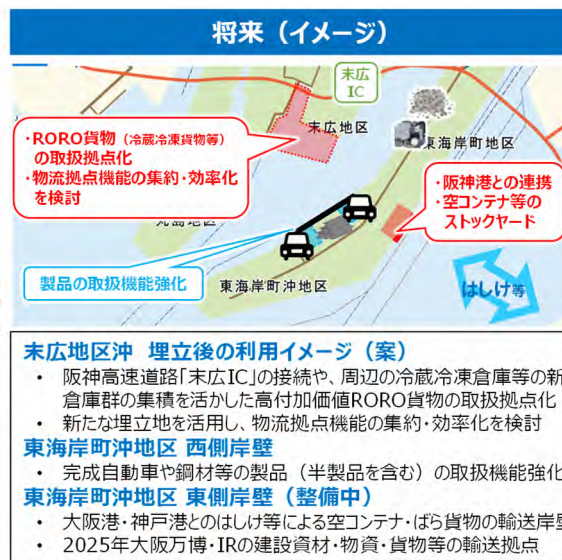 将来（イメージ）
末広
IC
・RORO貨物（冷蔵冷凍貨物等）
の取扱拠点化
・物流拠点機能の集約・効率化
を検討
末広地区
東海岸町地区
・阪神港との連携
・空コンテナ等の
ストックヤード
製品の取扱機能強化
東海岸町沖地区
はしけ等
末広地区沖 埋立後の利用イメージ（案）
・ 阪神高速道路「末広IC」の接続や、周辺の冷蔵冷凍倉庫等の新
倉庫群の集積を活かした高付加価値RORO貨物の取扱拠点化
・ 新たな埋立地を活用し、物流拠点機能の集約・効率化を検討
東海岸町沖地区 西側岸壁
・ 完成自動車や鋼材等の製品（半製品を含む）の取扱機能強化
東海岸町沖地区 東側岸壁（整備中）
・ 大阪港・神戸港とのはしけ等による空コンテナ・ばら貨物の輸送岸壁
・ 2025年大阪万博・IRの建設資材・物資・貨物等の輸送拠点